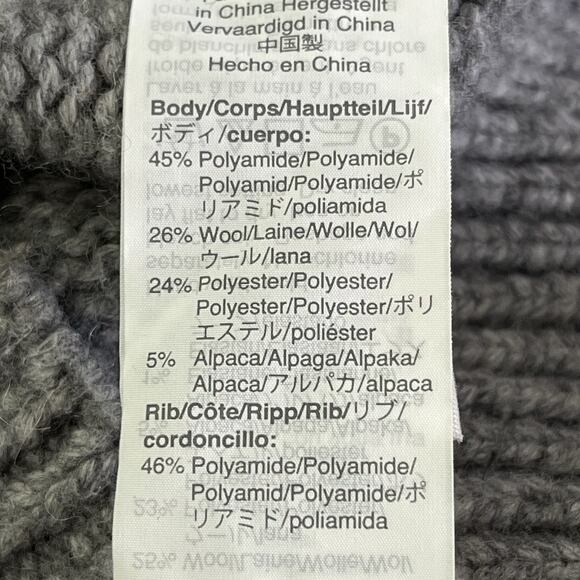 in China Hergestellt
Vervaardigd in China
中国製
Hecho en China
Body/Corps/Hauptteil/Lijf/
ボディ/cuerpo:
45% Polyamide/Polyamide/
Polyamid/Polyamide/ポ
リアミド/poliamida
26% Wool/Laine/Wolle/Wol/
ウール/lana
24% Polyester/Polyester/
Polyester/Polyester/ポリ
エステル/poliéster
5% Alpaca/Alpaga/Alpaka/
Alpaca/アルパカ/alpaca
Rib/Côte/Ripp/Rib/リブ/
cordoncillo:
46% Polyamide/Polyamide/
Polyamid/Polyamide/ポ
リアミド/poliamida